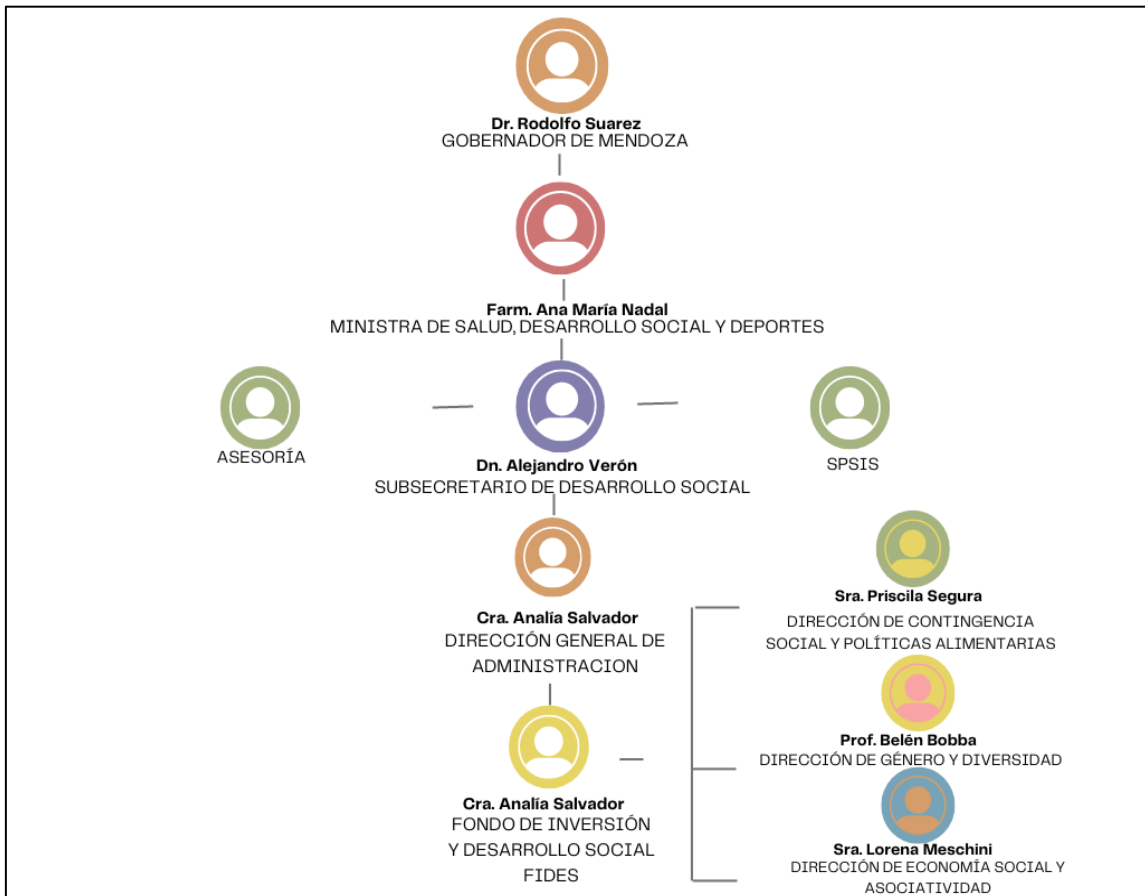 Dr. Rodolfo Suarez
GOBERNADOR DE MENDOZA
Farm. Ana María Nadal
MINISTRA DE SALUD, DESARROLLO SOCIAL Y DEPORTES
ASESORÍA
Dn. Alejandro Verón
SUBSECRETARIO DE DESARROLLO SOCIAL
SPSIS
Cra. Analía Salvador
DIRECCIÓN GENERAL DE
ADMINISTRACION
Cra. Analía Salvador
FONDO DE INVERSIÓN
Y DESARROLLO SOCIAL
FIDES
Sra. Priscila Segura
DIRECCIÓN DE CONTINGENCIA
SOCIAL Y POLÍTICAS ALIMENTARIAS
Prof. Belén Bobba
DIRECCIÓN DE GÉNERO Y DIVERSIDAD
Sra. Lorena Meschini
DIRECCIÓN DE ECONOMÍA SOCIAL Y
ASOCIATIVIDAD